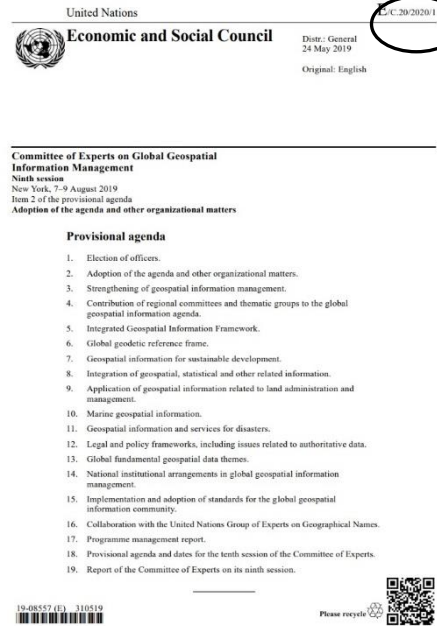 United Nations
E/C.20/2020/1
Economic and Social Council
Distr.: General
24 May 2019
Original: English
Committee of Experts on Global Geospatial
Information Management
Ninth session
New York, 7–9 August 2019
Item 2 of the provisional agenda
Adoption of the agenda and other organizational matters
Provisional agenda
1. Election of officers.
2. Adoption of the agenda and other organizational matters.
3. Strengthening of geospatial information management.
4. Contribution of regional committees and thematic groups to the global
geospatial information agenda.
5. Integrated Geospatial Information Framework.
6. Global geodetic reference frame.
7. Geospatial information for sustainable development.
8. Integration of geospatial, statistical and other related information.
9. Application of geospatial information related to land administration and
management.
10. Marine geospatial information.
11. Geospatial information and services for disasters.
12. Legal and policy frameworks, including issues related to authoritative data.
13. Global fundamental geospatial data themes.
14. National institutional arrangements in global geospatial information
management.
15. Implementation and adoption of standards for the global geospatial
information community.
16. Collaboration with the United Nations Group of Experts on Geographical Names.
17. Programme management report.
18. Provisional agenda and dates for the tenth session of the Committee of Experts.
19. Report of the Committee of Experts on its ninth session.
19-08557 (E) 310519
Please recycle